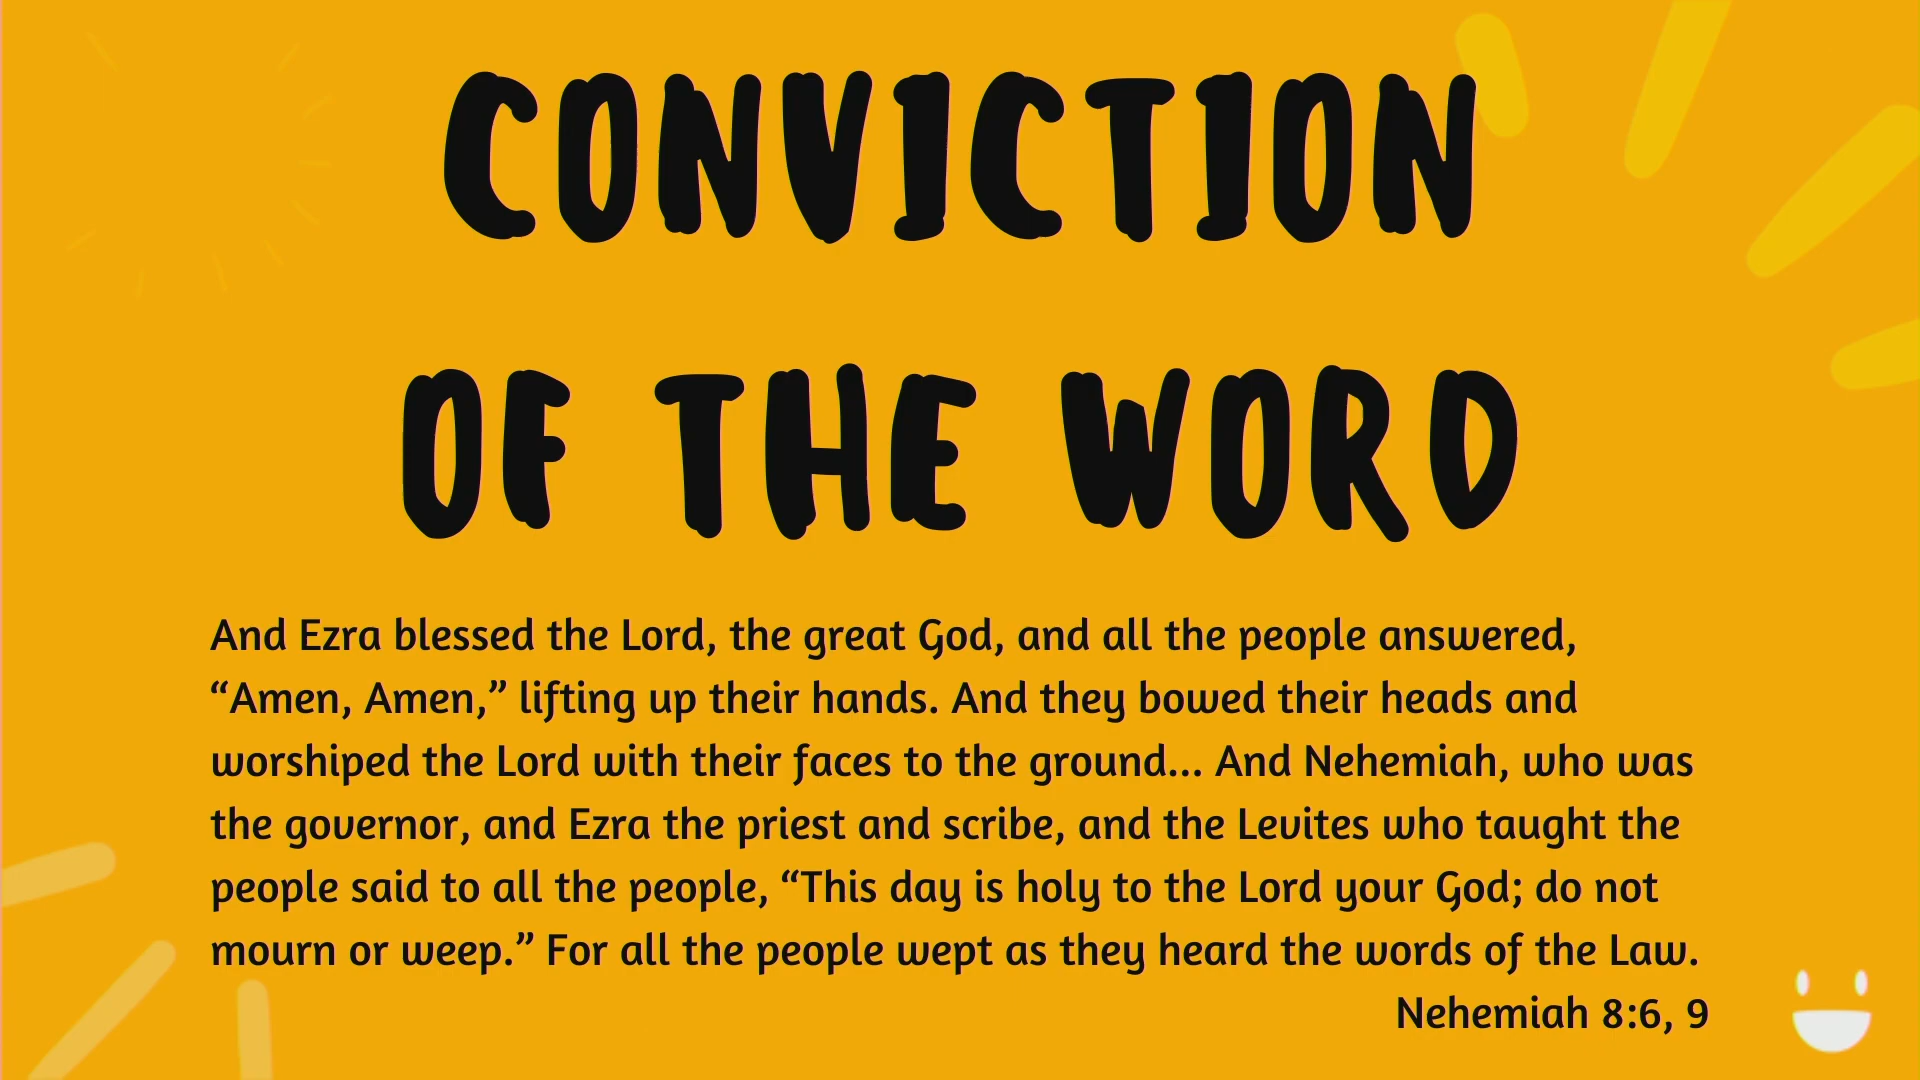 CONVICTION
OF THE WORD
And Ezra blessed the Lord, the great God, and all the people answered,
“Amen, Amen,” lifting up their hands. And they bowed their heads and
worshiped the Lord with their faces to the ground... And Nehemiah, who was
the governor, and Ezra the priest and scribe, and the Levites who taught the
people said to all the people, “This day is holy to the Lord your God; do not
mourn or weep.” For all the people wept as they heard the words of the Law.
Nehemiah 8:6, 9